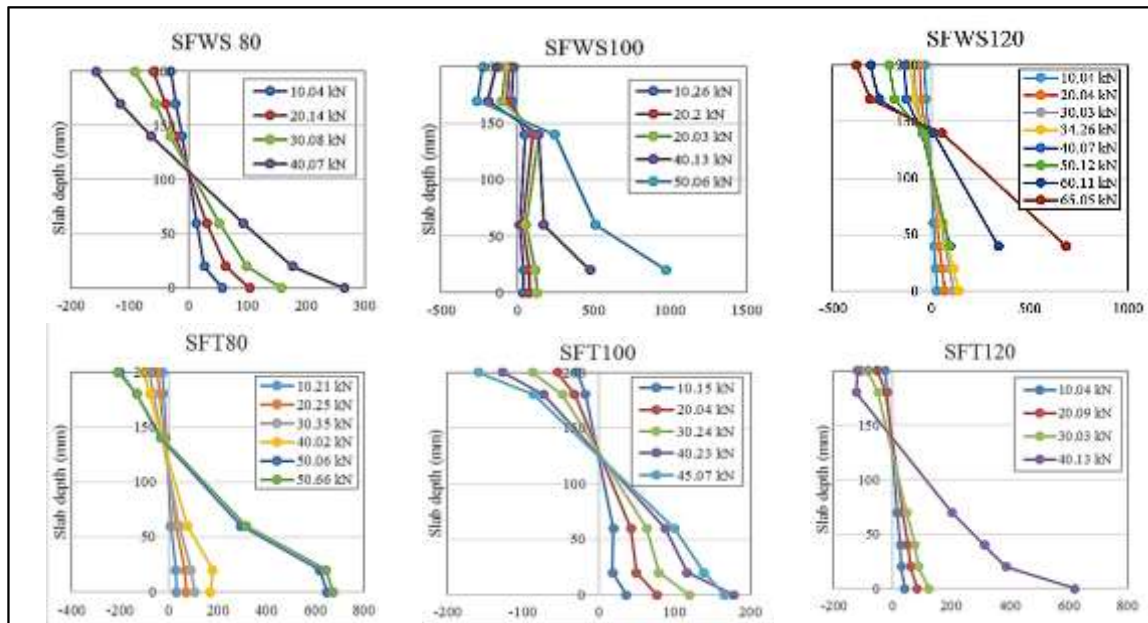 SFWS 80
200
150
100
50
0
-200 -100 0 100 200 300
Slab depth (mm)
10.04 kN
20.14 kN
30.08 kN
40.07 kN
SFWS100
150
100
50
0
-500 0 500 1000 1500
Slab depth (mm)
10.26 kN
20.2 kN
20.03 kN
40.13 kN
50.06 kN
SFWS120
150
100
50
0
-500 0 500 1000
Slab depth (mm)
10.04 kN
20.04 kN
30.03 kN
34.26 kN
40.07 kN
50.12 kN
60.11 kN
65.05 kN
SFT80
150
100
50
0
-400 -200 0 200 400 600 800
Slab depth (mm)
10.21 kN
20.25 kN
30.35 kN
40.02 kN
50.06 kN
50.66 kN
SFT100
150
100
50
0
-200 -100 0 100 200
Slab depth (mm)
10.15 kN
20.04 kN
30.24 kN
40.23 kN
45.07 kN
SFT120
200
150
100
50
0
-200 0 200 400 600 800
Slab depth (mm)
10.04 kN
20.09 kN
30.03 kN
40.13 kN